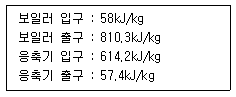 보일러 입구 : 58kJ/kg
보일러 출구 : 810.3kJ/kg
응축기 입구 : 614.2kJ/kg
응축기 출구 : 57.4kJ/kg